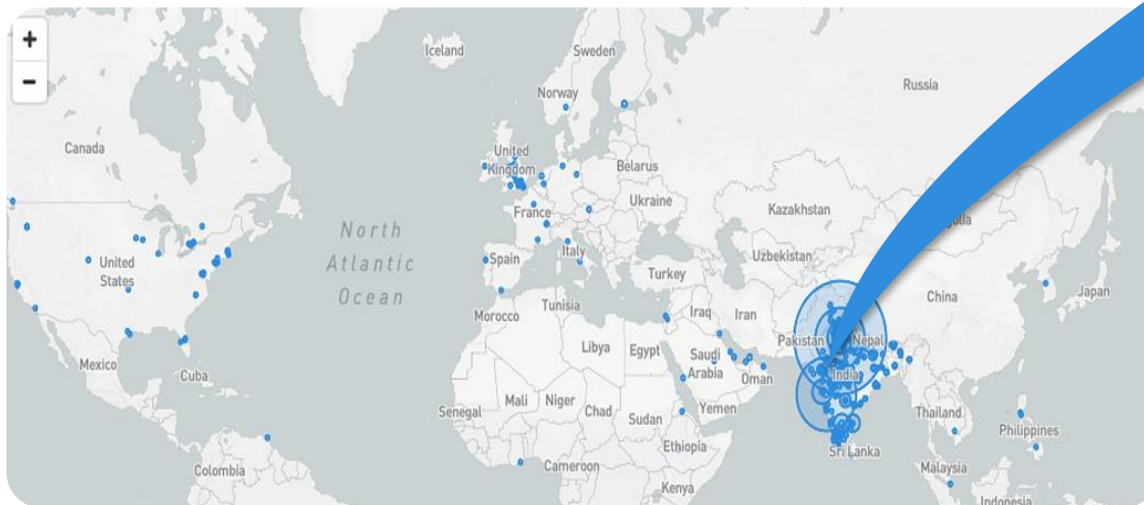 +
−
Iceland
Sweden
Norway
Russia
Canada
United
Kingdom
Belarus
Ukraine
France
Kazakhstan
North
Atlantic
Ocean
United
States
Spain
Italy
Uzbekistan
Turkey
China
Japan
Morocco
Tunisia
Iraq
Iran
Pakistan
Nepal
Mexico
Cuba
Libya
Egypt
Saudi
Arabia
Oman
India
Mali
Niger
Chad
Sudan
Yemen
Senegal
Thailand
Philippines
Ethiopia
Sri Lanka
Colombia
Cameroon
Kenya
Malaysia
Indonesia